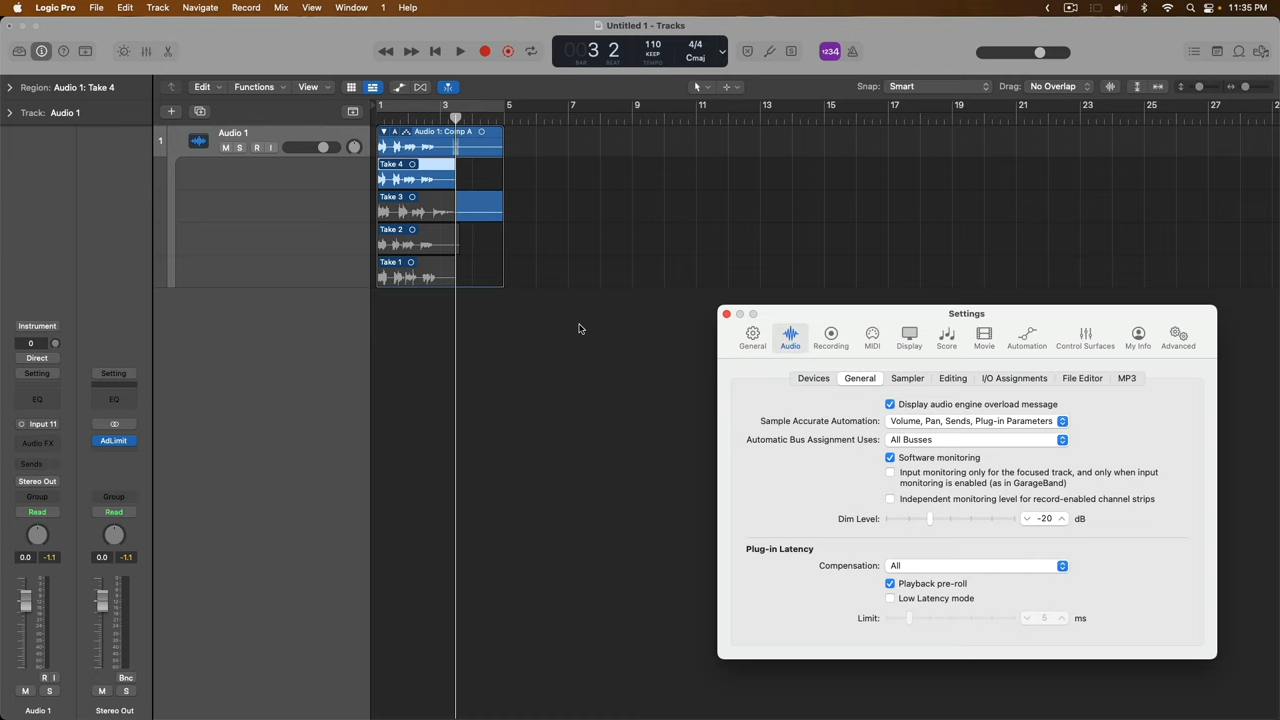 Logic Pro File Edit Track Navigate Record Mix View Window 1 Help 11:35 PM
Untitled 1 - Tracks
003 2 110 4/4
KEEP Cmaj
BAR BEAT TEMPO
1234
Region: Audio 1: Take 4
Edit Functions View Snap: Smart Drag: No Overlap
Track: Audio 1
1 3 5 7 9 11 13 15 17 19 21 23 25 27
1 Audio 1
M S R I
A Audio 1: Comp A
Take 4
Take 3
Take 2
Take 1
Settings
General Audio Recording MIDI Display Score Movie Automation Control Surfaces My Info Advanced
Devices General Sampler Editing I/O Assignments File Editor MP3
Display audio engine overload message
Sample Accurate Automation: Volume, Pan, Sends, Plug-in Parameters
Automatic Bus Assignment Uses: All Busses
Software monitoring
Input monitoring only for the focused track, and only when input
monitoring is enabled (as in GarageBand)
Independent monitoring level for record-enabled channel strips
Dim Level: -20 dB
Plug-in Latency
Compensation: All
Playback pre-roll
Low Latency mode
Limit: 5 ms
Instrument
0
Direct
Setting Setting
EQ EQ
Input 11
Audio FX AdLimit
Sends
Stereo Out
Group Group
Read Read
0.0 -1.1 0.0 -1.1
R I Bnc
M S M S
Audio 1 Stereo Out